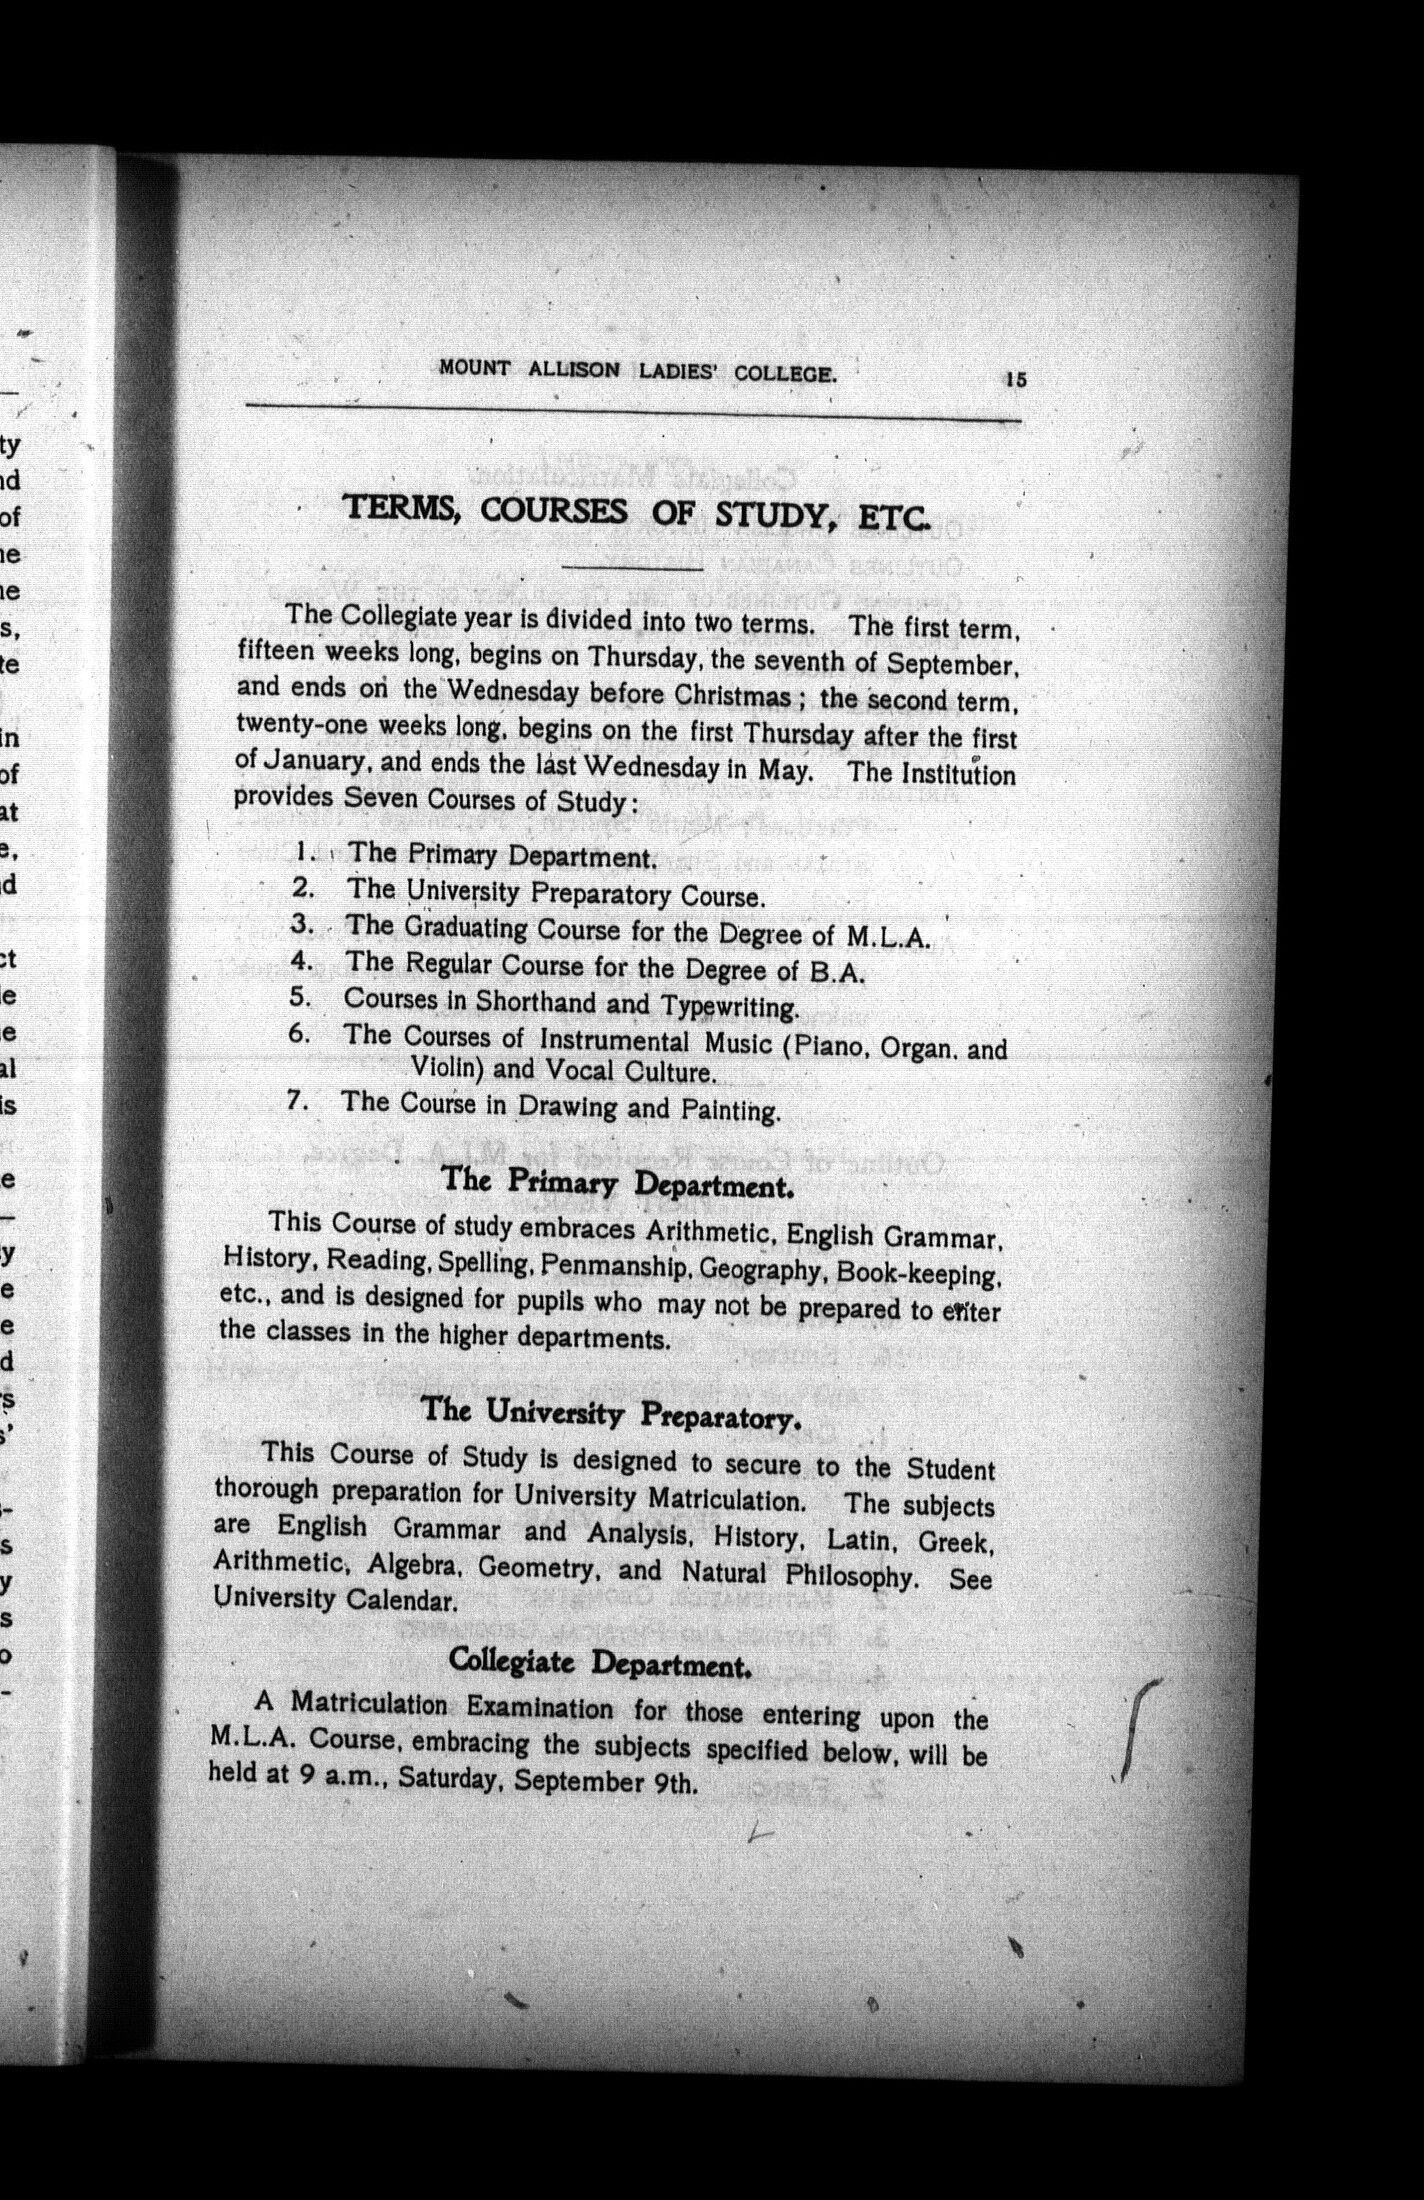 MOUNT ALLISON LADIES' COLLEGE. 15
TERMS, COURSES OF STUDY, ETC.
The Collegiate year is divided into two terms. The first term,
fifteen weeks long, begins on Thursday, the seventh of September,
and ends on the Wednesday before Christmas; the second term,
twenty-one weeks long, begins on the first Thursday after the first
of January, and ends the last Wednesday in May. The Institution
provides Seven Courses of Study:
1. The Primary Department.
2. The University Preparatory Course.
3. The Graduating Course for the Degree of M.L.A.
4. The Regular Course for the Degree of B.A.
5. Courses in Shorthand and Typewriting.
6. The Courses of Instrumental Music (Piano, Organ, and
Violin) and Vocal Culture.
7. The Course in Drawing and Painting.
The Primary Department.
This Course of study embraces Arithmetic, English Grammar,
History, Reading, Spelling, Penmanship, Geography, Book-keeping,
etc., and is designed for pupils who may not be prepared to enter
the classes in the higher departments.
The University Preparatory.
This Course of Study is designed to secure to the Student
thorough preparation for University Matriculation. The subjects
are English Grammar and Analysis, History, Latin, Greek,
Arithmetic, Algebra, Geometry, and Natural Philosophy. See
University Calendar.
Collegiate Department.
A Matriculation Examination for those entering upon the
M.L.A. Course, embracing the subjects specified below, will be
held at 9 a.m., Saturday, September 9th.